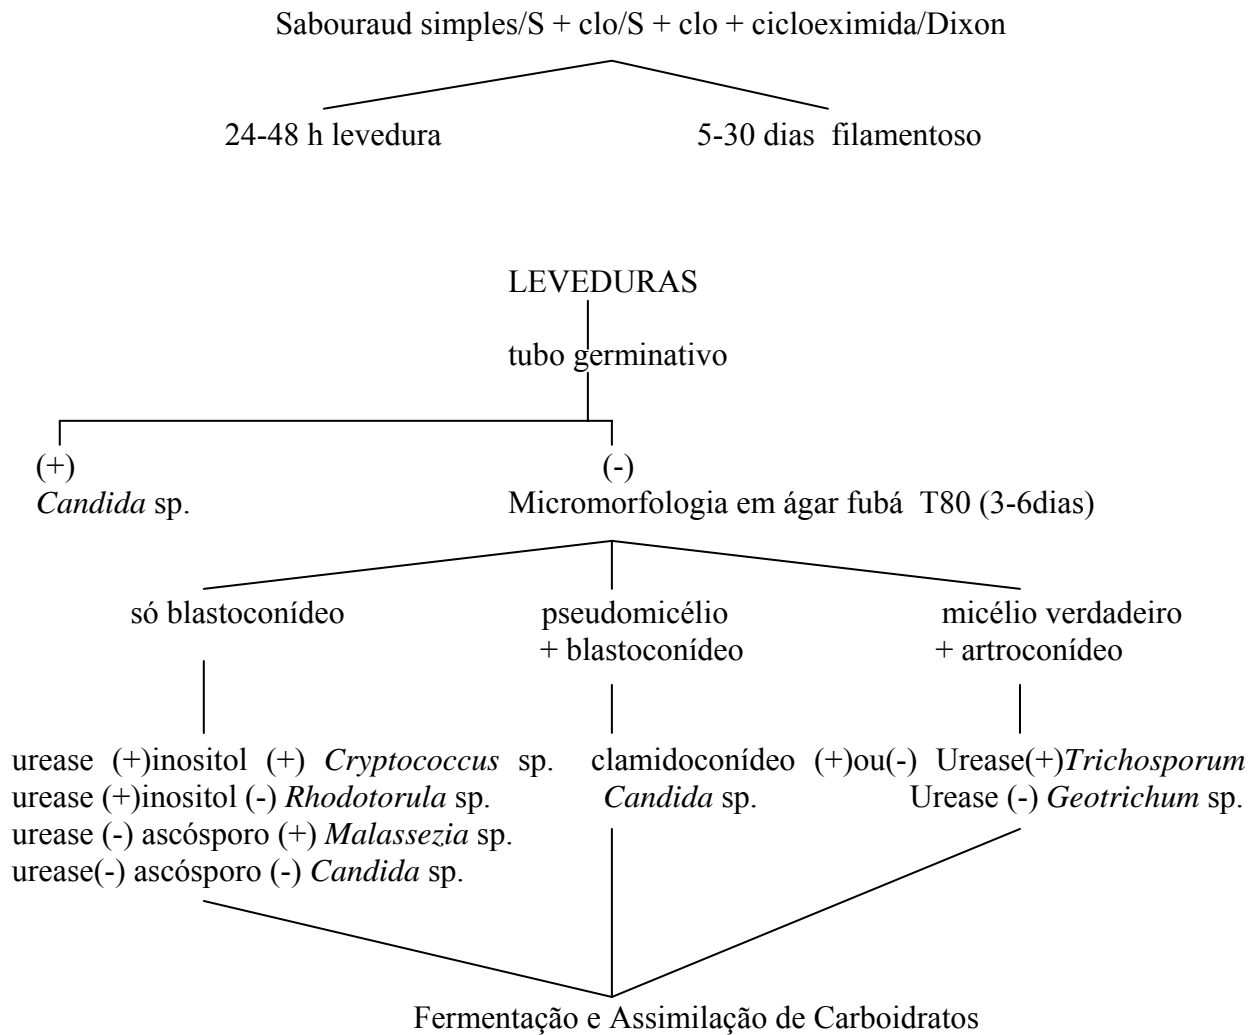 Sabouraud simples/S + clo/S + clo + cicloeximida/Dixon
24-48 h levedura
5-30 dias filamentoso
LEVEDURAS
tubo germinativo
(+)
Candida sp.
(-)
Micromorfologia em ágar fubá T80 (3-6dias)
só blastoconídeo
pseudomicélio
+ blastoconídeo
micélio verdadeiro
+ artroconídeo
urease (+)inositol (+) Cryptococcus sp.
urease (+)inositol (-) Rhodotorula sp.
urease (-) ascósporo (+) Malassezia sp.
urease(-) ascósporo (-) Candida sp.
clamidoconídeo (+)ou(-)
Candida sp.
Urease(+)Trichosporum
Urease (-) Geotrichum sp.
Fermentação e Assimilação de Carboidratos